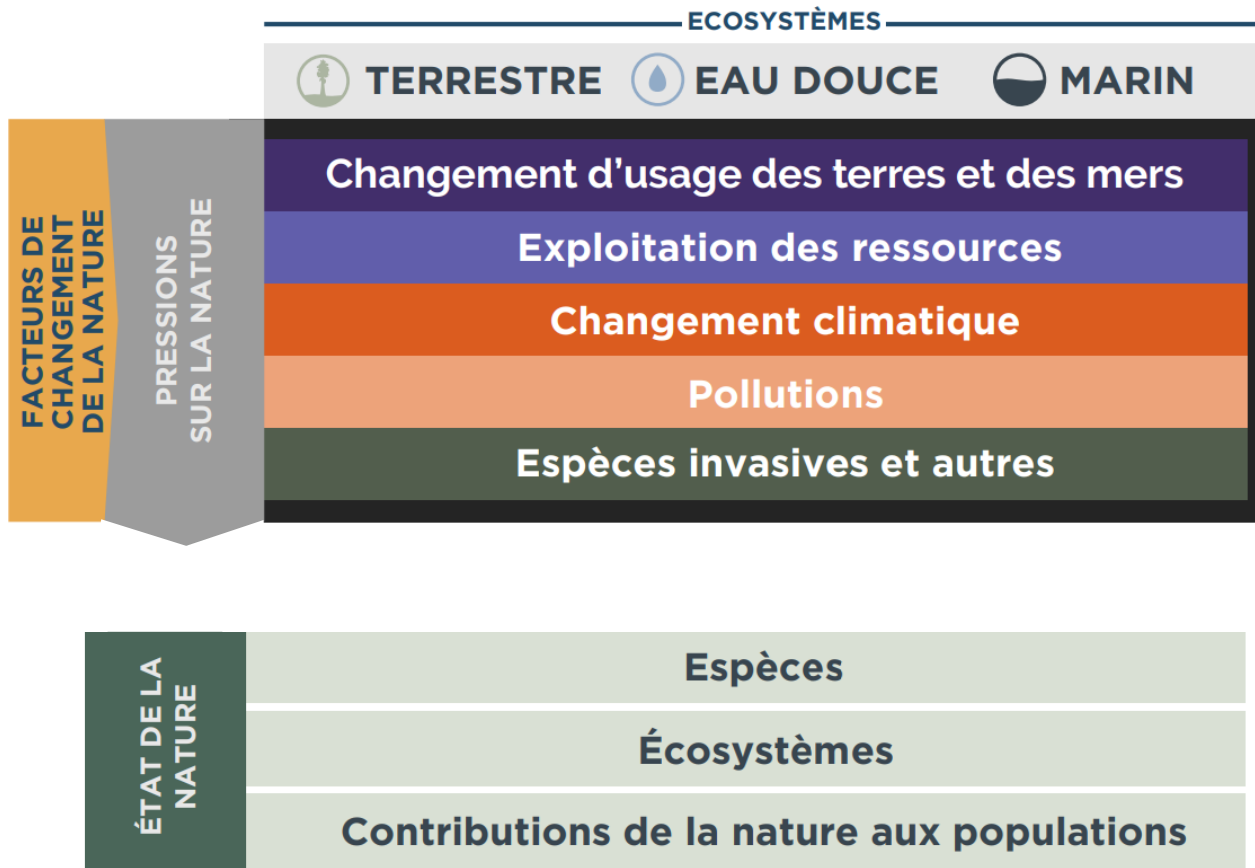 ECOSYSTÈMES
TERRESTRE EAU DOUCE MARIN
FACTEURS DE
CHANGEMENT
DE LA NATURE
PRESSIONS
SUR LA NATURE
Changement d’usage des terres et des mers
Exploitation des ressources
Changement climatique
Pollutions
Espèces invasives et autres
ÉTAT DE LA
NATURE
Espèces
Écosystèmes
Contributions de la nature aux populations